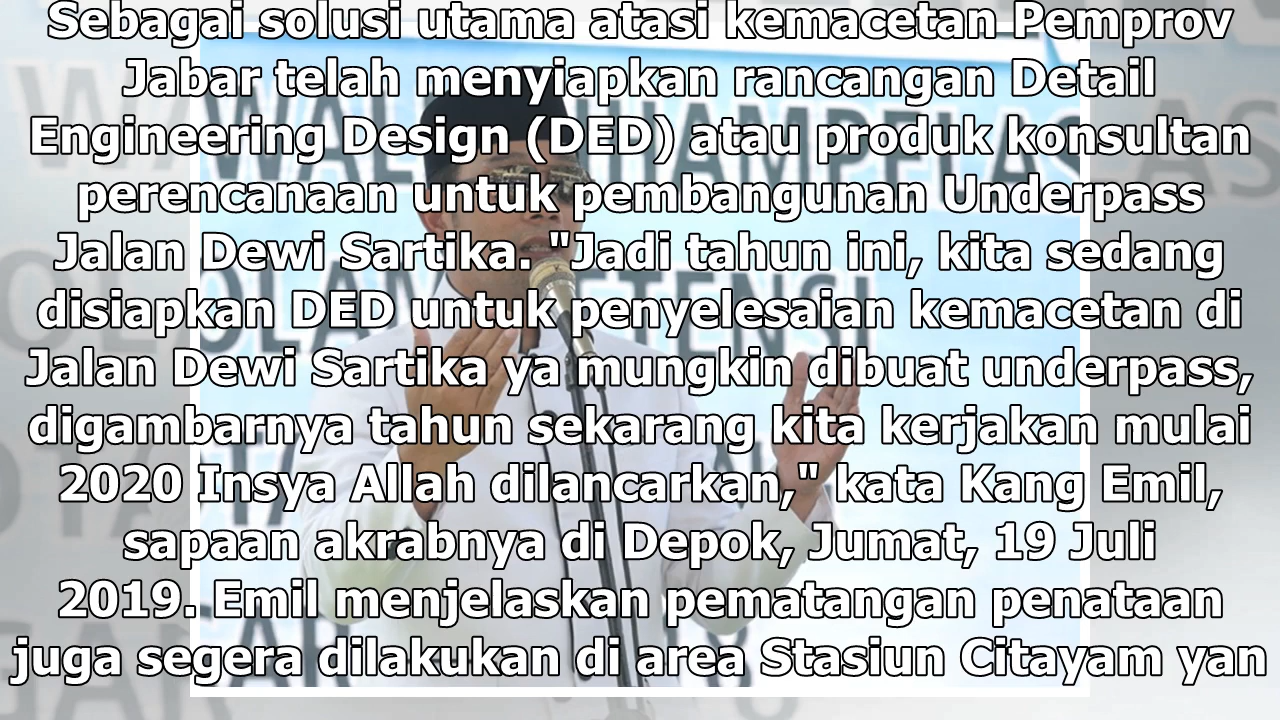 Sebagai solusi utama atasi kemacetan Pemprov
Jabar telah menyiapkan rancangan Detail
Engineering Design (DED) atau produk konsultan
perencanaan untuk pembangunan Underpass
Jalan Dewi Sartika. "Jadi tahun ini, kita sedang
disiapkan DED untuk penyelesaian kemacetan di
Jalan Dewi Sartika ya mungkin dibuat underpass,
digambarnya tahun sekarang kita kerjakan mulai
2020 Insya Allah dilancarkan," kata Kang Emil,
sapaan akrabnya di Depok, Jumat, 19 Juli
2019. Emil menjelaskan pematangan penataan
juga segera dilakukan di area Stasiun Citayam yan